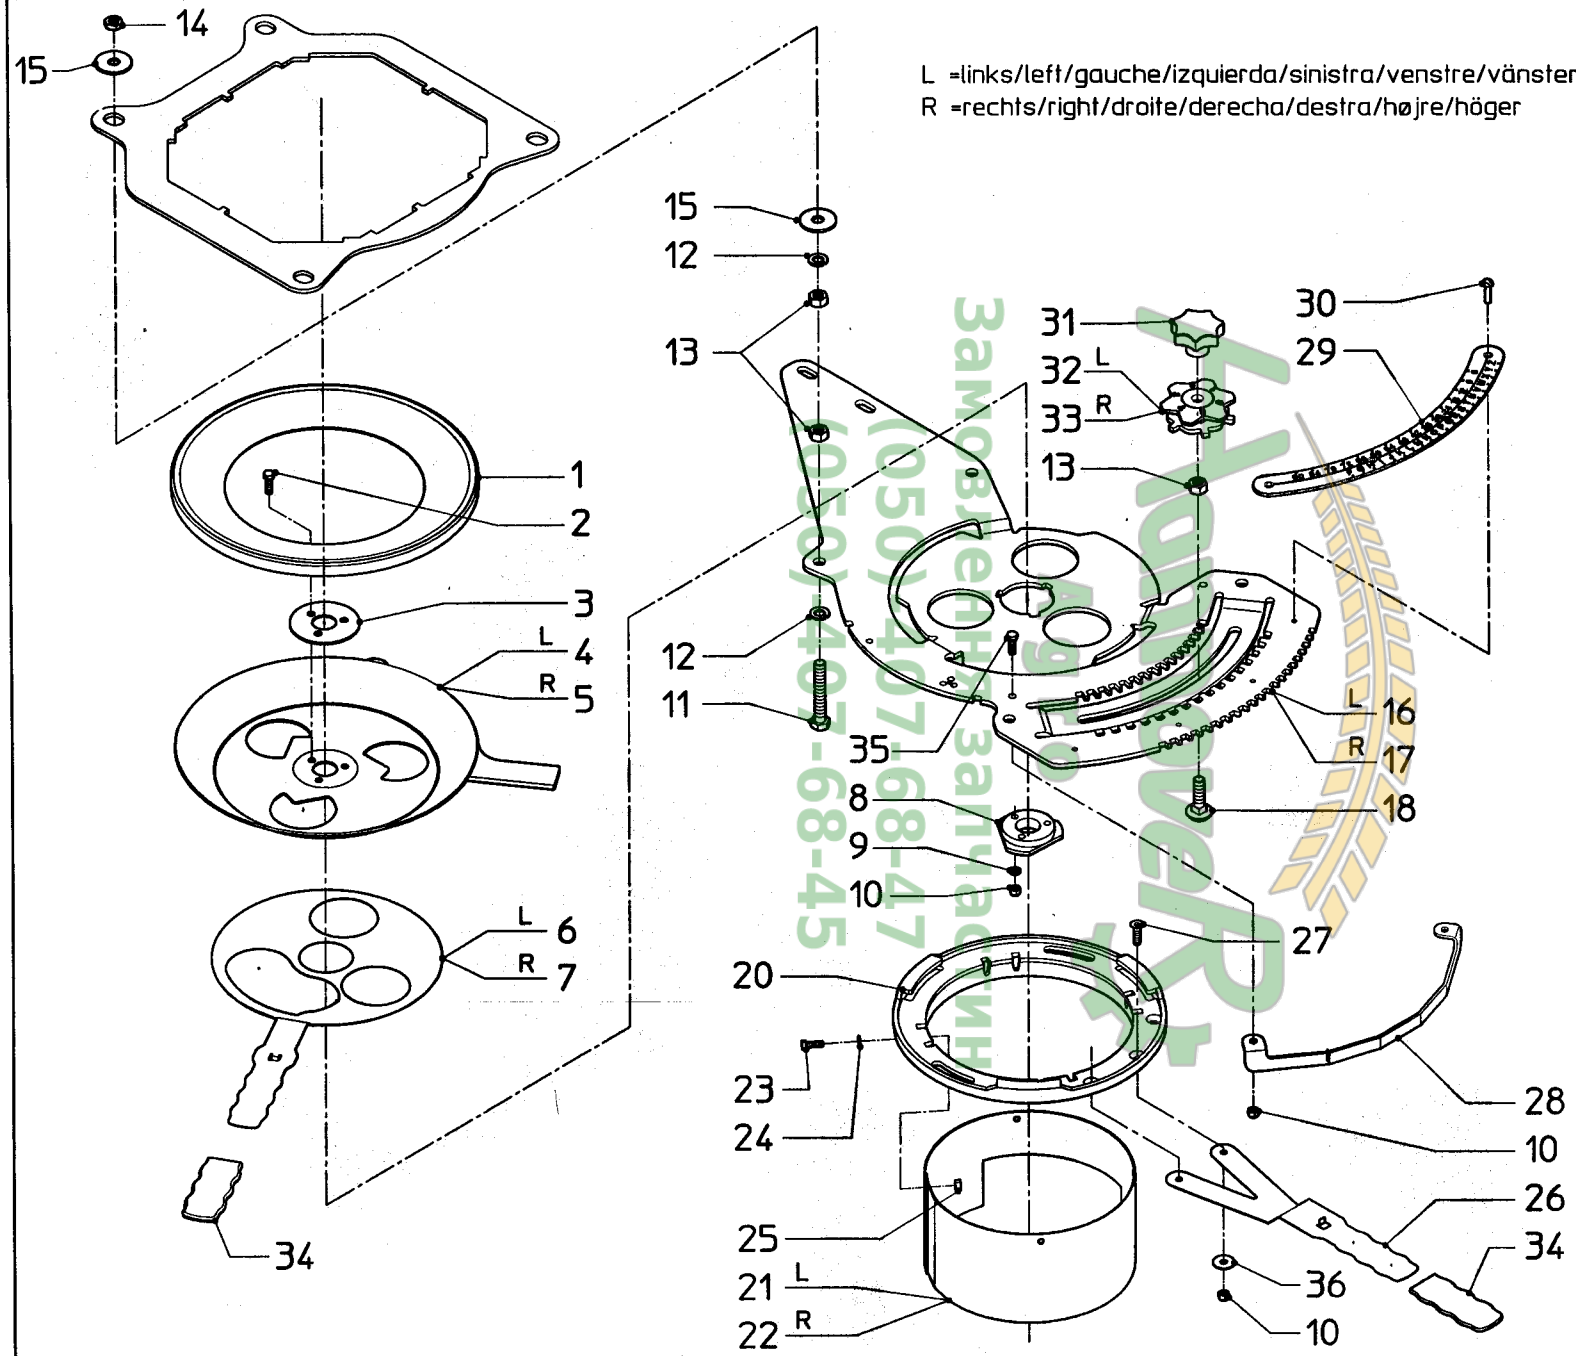 L =links/left/gauche/izquierda/sinistra/venstre/vänster
R =rechts/right/droite/derecha/destra/højre/höger
14
15
15
12
13
30
31
29
32 L
33 R
13
1
2
3
L 4
R 5
12
11
35
L 16
R 17
18
8
9
10
L 6
R 7
27
20
23
24
28
10
26
34
25
21 L
22 R
36
10
34
HannoveR
Agro
Замовлення запчастин
(050)-407-68-47
(050)-407-68-45